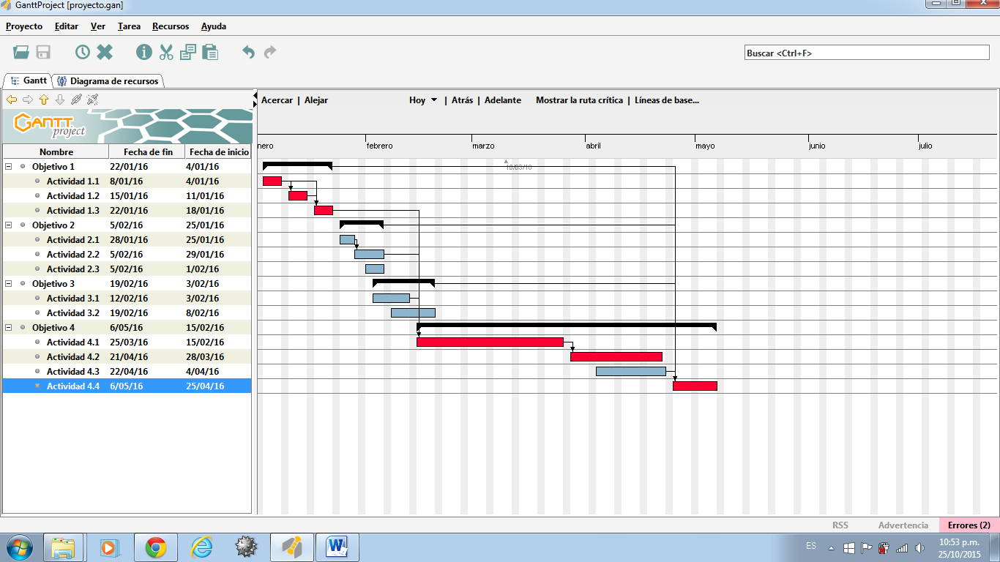 GanttProject [proyecto.gan]
Proyecto Editar Ver Tarea Recursos Ayuda
Buscar <Ctrl+F>
Gantt Diagrama de recursos
Acercar | Alejar Hoy | Atrás | Adelante Mostrar la ruta crítica | Líneas de base...
GANTT project
nero febrero marzo abril mayo junio julio
Nombre Fecha de fin Fecha de inicio
Objetivo 1 22/01/16 4/01/16
Actividad 1.1 8/01/16 4/01/16
Actividad 1.2 15/01/16 11/01/16
Actividad 1.3 22/01/16 18/01/16
Objetivo 2 5/02/16 25/01/16
Actividad 2.1 28/01/16 25/01/16
Actividad 2.2 5/02/16 29/01/16
Actividad 2.3 5/02/16 1/02/16
Objetivo 3 19/02/16 3/02/16
Actividad 3.1 12/02/16 3/02/16
Actividad 3.2 19/02/16 8/02/16
Objetivo 4 6/05/16 15/02/16
Actividad 4.1 25/03/16 15/02/16
Actividad 4.2 21/04/16 28/03/16
Actividad 4.3 22/04/16 4/04/16
Actividad 4.4 6/05/16 25/04/16
RSS Advertencia Errores (2)
ES 10:53 p.m.
25/10/2015